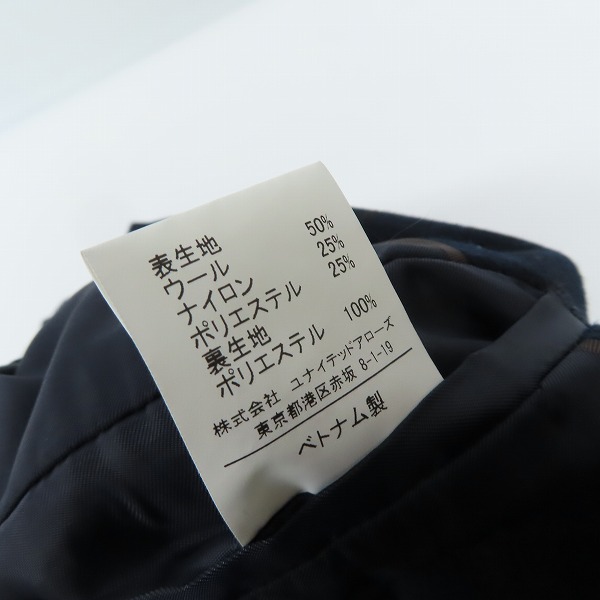 表生地
ウール 50%
ナイロン 25%
ポリエステル 25%
裏生地
ポリエステル 100%
株式会社 ユナイテッドアローズ
東京都港区赤坂 8-1-19
ベトナム製